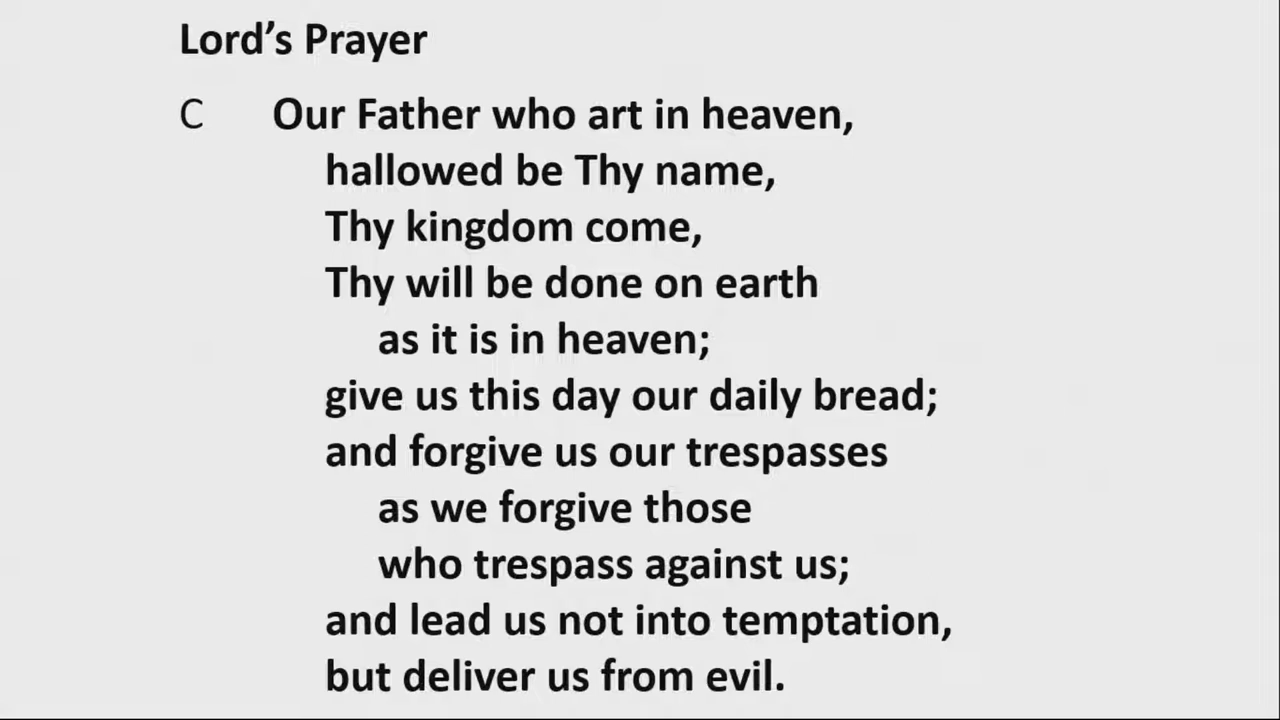 Lord’s Prayer
C Our Father who art in heaven,
hallowed be Thy name,
Thy kingdom come,
Thy will be done on earth
as it is in heaven;
give us this day our daily bread;
and forgive us our trespasses
as we forgive those
who trespass against us;
and lead us not into temptation,
but deliver us from evil.